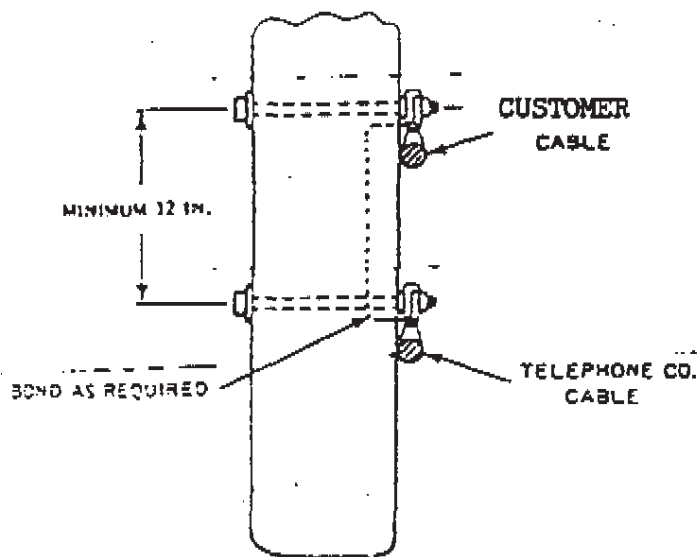 CUSTOMER
CABLE
MINIMUM 12 IN.
BOND AS REQUIRED
TELEPHONE CO.
CABLE